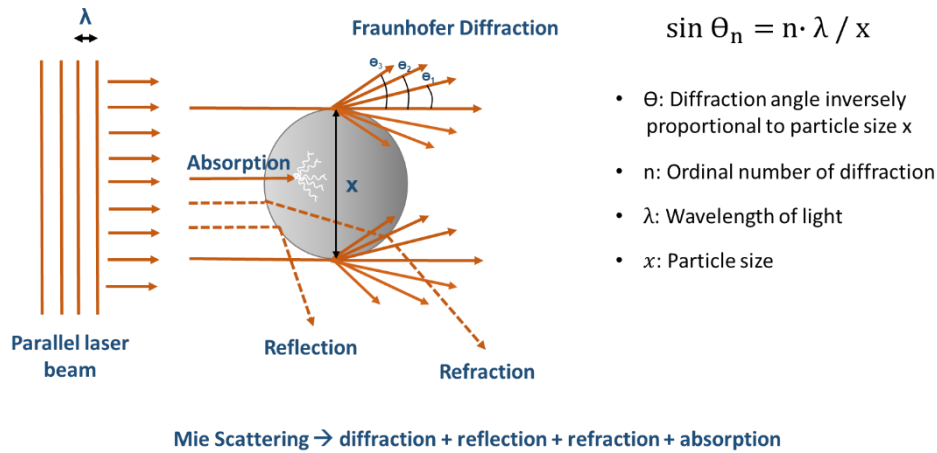 λ
Fraunhofer Diffraction
sin Θₙ = n· λ / x
Θ₃
Θ₂
Θ₁
• Θ: Diffraction angle inversely
proportional to particle size x
Absorption
• n: Ordinal number of diffraction
x
• λ: Wavelength of light
• x: Particle size
Parallel laser
beam
Reflection
Refraction
Mie Scattering → diffraction + reflection + refraction + absorption